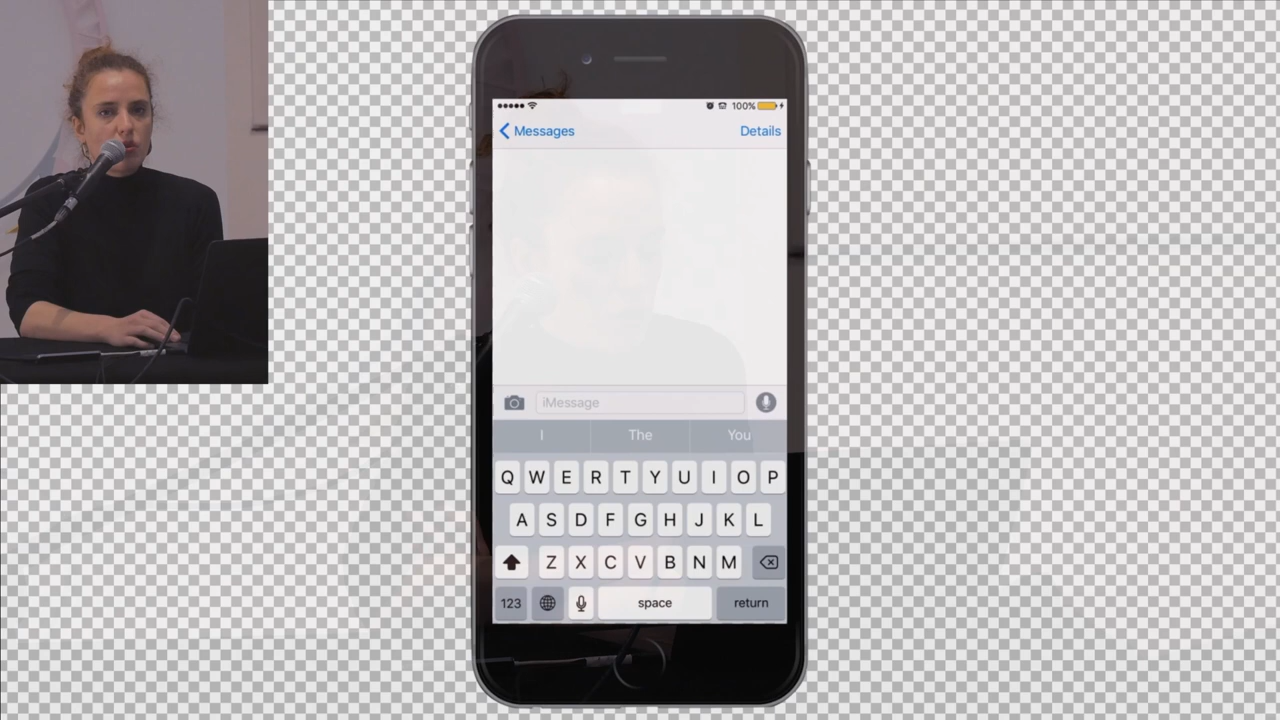 100%
Messages Details
iMessage
I The You
Q W E R T Y U I O P
A S D F G H J K L
Z X C V B N M
123 space return